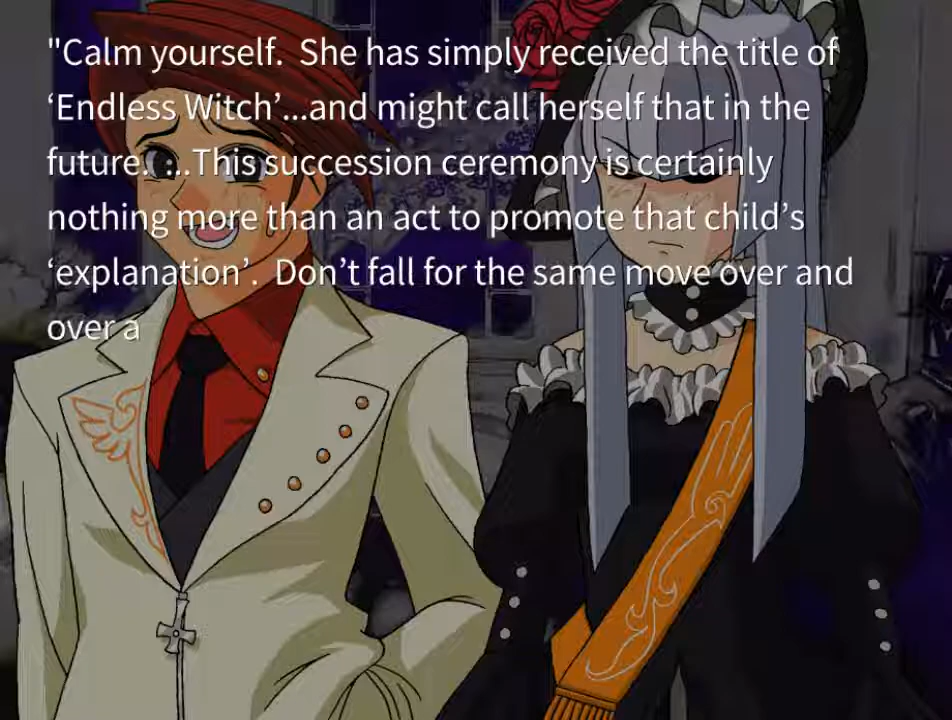 "Calm yourself.  She has simply received the title of
‘Endless Witch’...and might call herself that in the
future.  ...This succession ceremony is certainly
nothing more than an act to promote that child’s
‘explanation’.  Don’t fall for the same move over and
over a